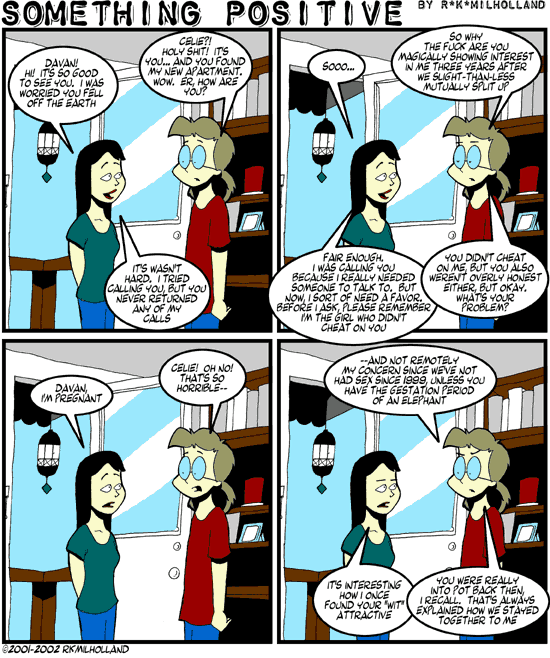 SOMETHING POSITIVE
BY R*K*MILHOLLAND
DAVAN!
HI! IT'S SO GOOD
TO SEE YOU. I WAS
WORRIED YOU FELL
OFF THE EARTH
CELIE?!
HOLY SHIT! IT'S
YOU... AND YOU FOUND
MY NEW APARTMENT.
WOW. ER, HOW ARE
YOU?
IT'S WASN'T
HARD. I TRIED
CALLING YOU, BUT YOU
NEVER RETURNED
ANY OF MY
CALLS
SOOO...
SO WHY
THE FUCK ARE YOU
MAGICALLY SHOWING INTEREST
IN ME THREE YEARS AFTER
WE SLIGHT-THAN-LESS
MUTUALLY SPLIT UP?
FAIR ENOUGH.
I WAS CALLING YOU
BECAUSE I REALLY NEEDED
SOMEONE TO TALK TO. BUT
NOW, I SORT OF NEED A FAVOR.
BEFORE I ASK, PLEASE REMEMBER
I'M THE GIRL WHO DIDN'T
CHEAT ON YOU
YOU DIDN'T CHEAT
ON ME, BUT YOU ALSO
WEREN'T OVERLY HONEST
EITHER, BUT OKAY.
WHAT'S YOUR
PROBLEM?
DAVAN,
I'M PREGNANT
CELIE! OH NO!
THAT'S SO
HORRIBLE--
--AND NOT REMOTELY
MY CONCERN SINCE WE'VE NOT
HAD SEX SINCE 1999, UNLESS YOU
HAVE THE GESTATION PERIOD
OF AN ELEPHANT
IT'S INTERESTING
HOW I ONCE
FOUND YOUR "WIT"
ATTRACTIVE
YOU WERE REALLY
INTO POT BACK THEN,
I RECALL. THAT'S ALWAYS
EXPLAINED HOW WE STAYED
TOGETHER TO ME
©2001-2002 RKMILHOLLAND